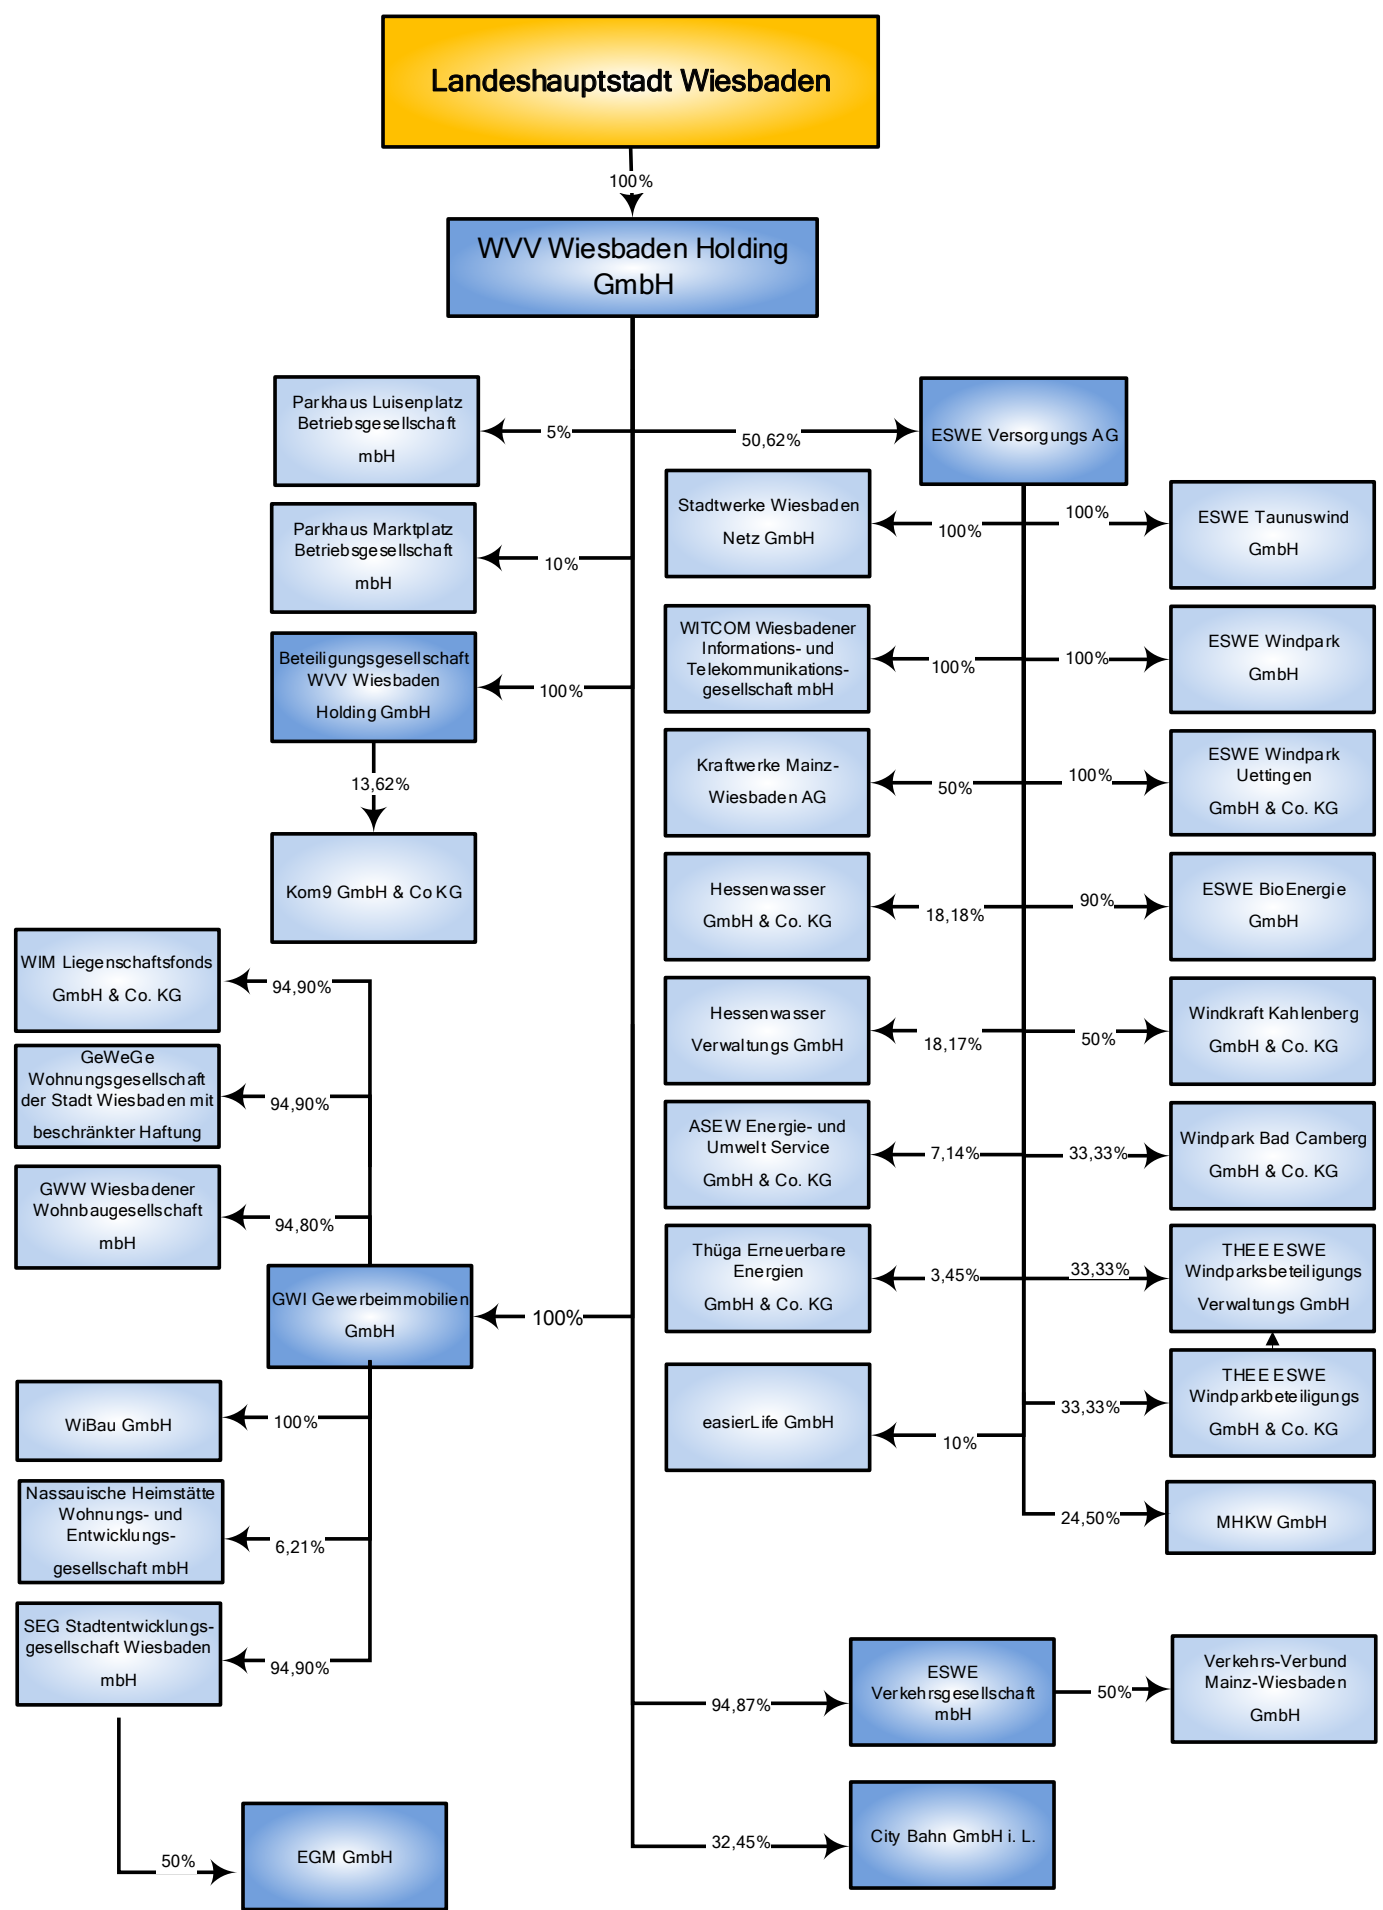 Landeshauptstadt Wiesbaden
100%
WVV Wiesbaden Holding
GmbH
Parkhaus Luisenplatz
Betriebsgesellschaft
mbH
5%
50,62%
ESWE Versorgungs AG
Parkhaus Marktplatz
Betriebsgesellschaft
mbH
10%
Beteiligungsgesellschaft
WVV Wiesbaden
Holding GmbH
100%
13,62%
Kom9 GmbH & Co KG
Stadtwerke Wiesbaden
Netz GmbH
100%
100%
ESWE Taunuswind
GmbH
WITCOM Wiesbadener
Informations- und
Telekommunikations-
gesellschaft mbH
100%
100%
ESWE Windpark
GmbH
Kraftwerke Mainz-
Wiesbaden AG
50%
100%
ESWE Windpark
Uettingen
GmbH & Co. KG
Hessenwasser
GmbH & Co. KG
18,18%
90%
ESWE BioEnergie
GmbH
Hessenwasser
Verwaltungs GmbH
18,17%
50%
Windkraft Kahlenberg
GmbH & Co. KG
ASEW Energie- und
Umwelt Service
GmbH & Co. KG
7,14%
33,33%
Windpark Bad Camberg
GmbH & Co. KG
Thüga Erneuerbare
Energien
GmbH & Co. KG
3,45%
33,33%
THEE ESWE
Windparksbeteiligungs
Verwaltungs GmbH
easierLife GmbH
10%
33,33%
THEE ESWE
Windparkbeteiligungs
GmbH & Co. KG
24,50%
MHKW GmbH
WIM Liegenschaftsfonds
GmbH & Co. KG
94,90%
GeWeGe
Wohnungsgesellschaft
der Stadt Wiesbaden mit
beschränkter Haftung
94,90%
GWW Wiesbadener
Wohnbaugesellschaft
mbH
94,80%
GWI Gewerbeimmobilien
GmbH
100%
WiBau GmbH
100%
Nassauische Heimstätte
Wohnungs- und
Entwicklungs-
gesellschaft mbH
6,21%
SEG Stadtentwicklungs-
gesellschaft Wiesbaden
mbH
94,90%
50%
EGM GmbH
94,87%
ESWE
Verkehrsgesellschaft
mbH
50%
Verkehrs-Verbund
Mainz-Wiesbaden
GmbH
32,45%
City Bahn GmbH i. L.